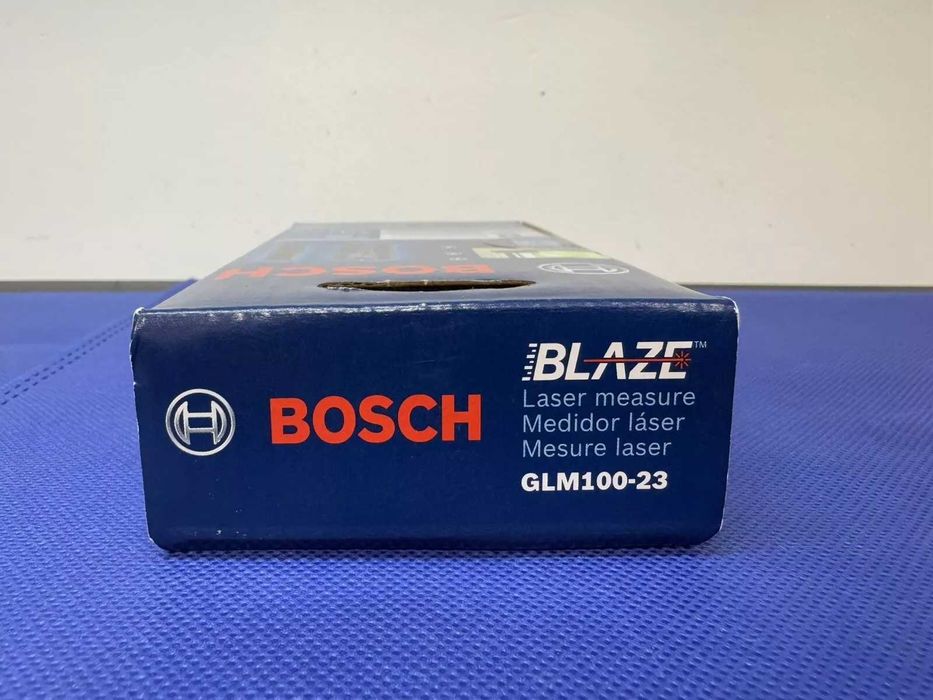 BOSCH
BOSCH
BLAZE™
Laser measure
Medidor láser
Mesure laser
GLM100-23